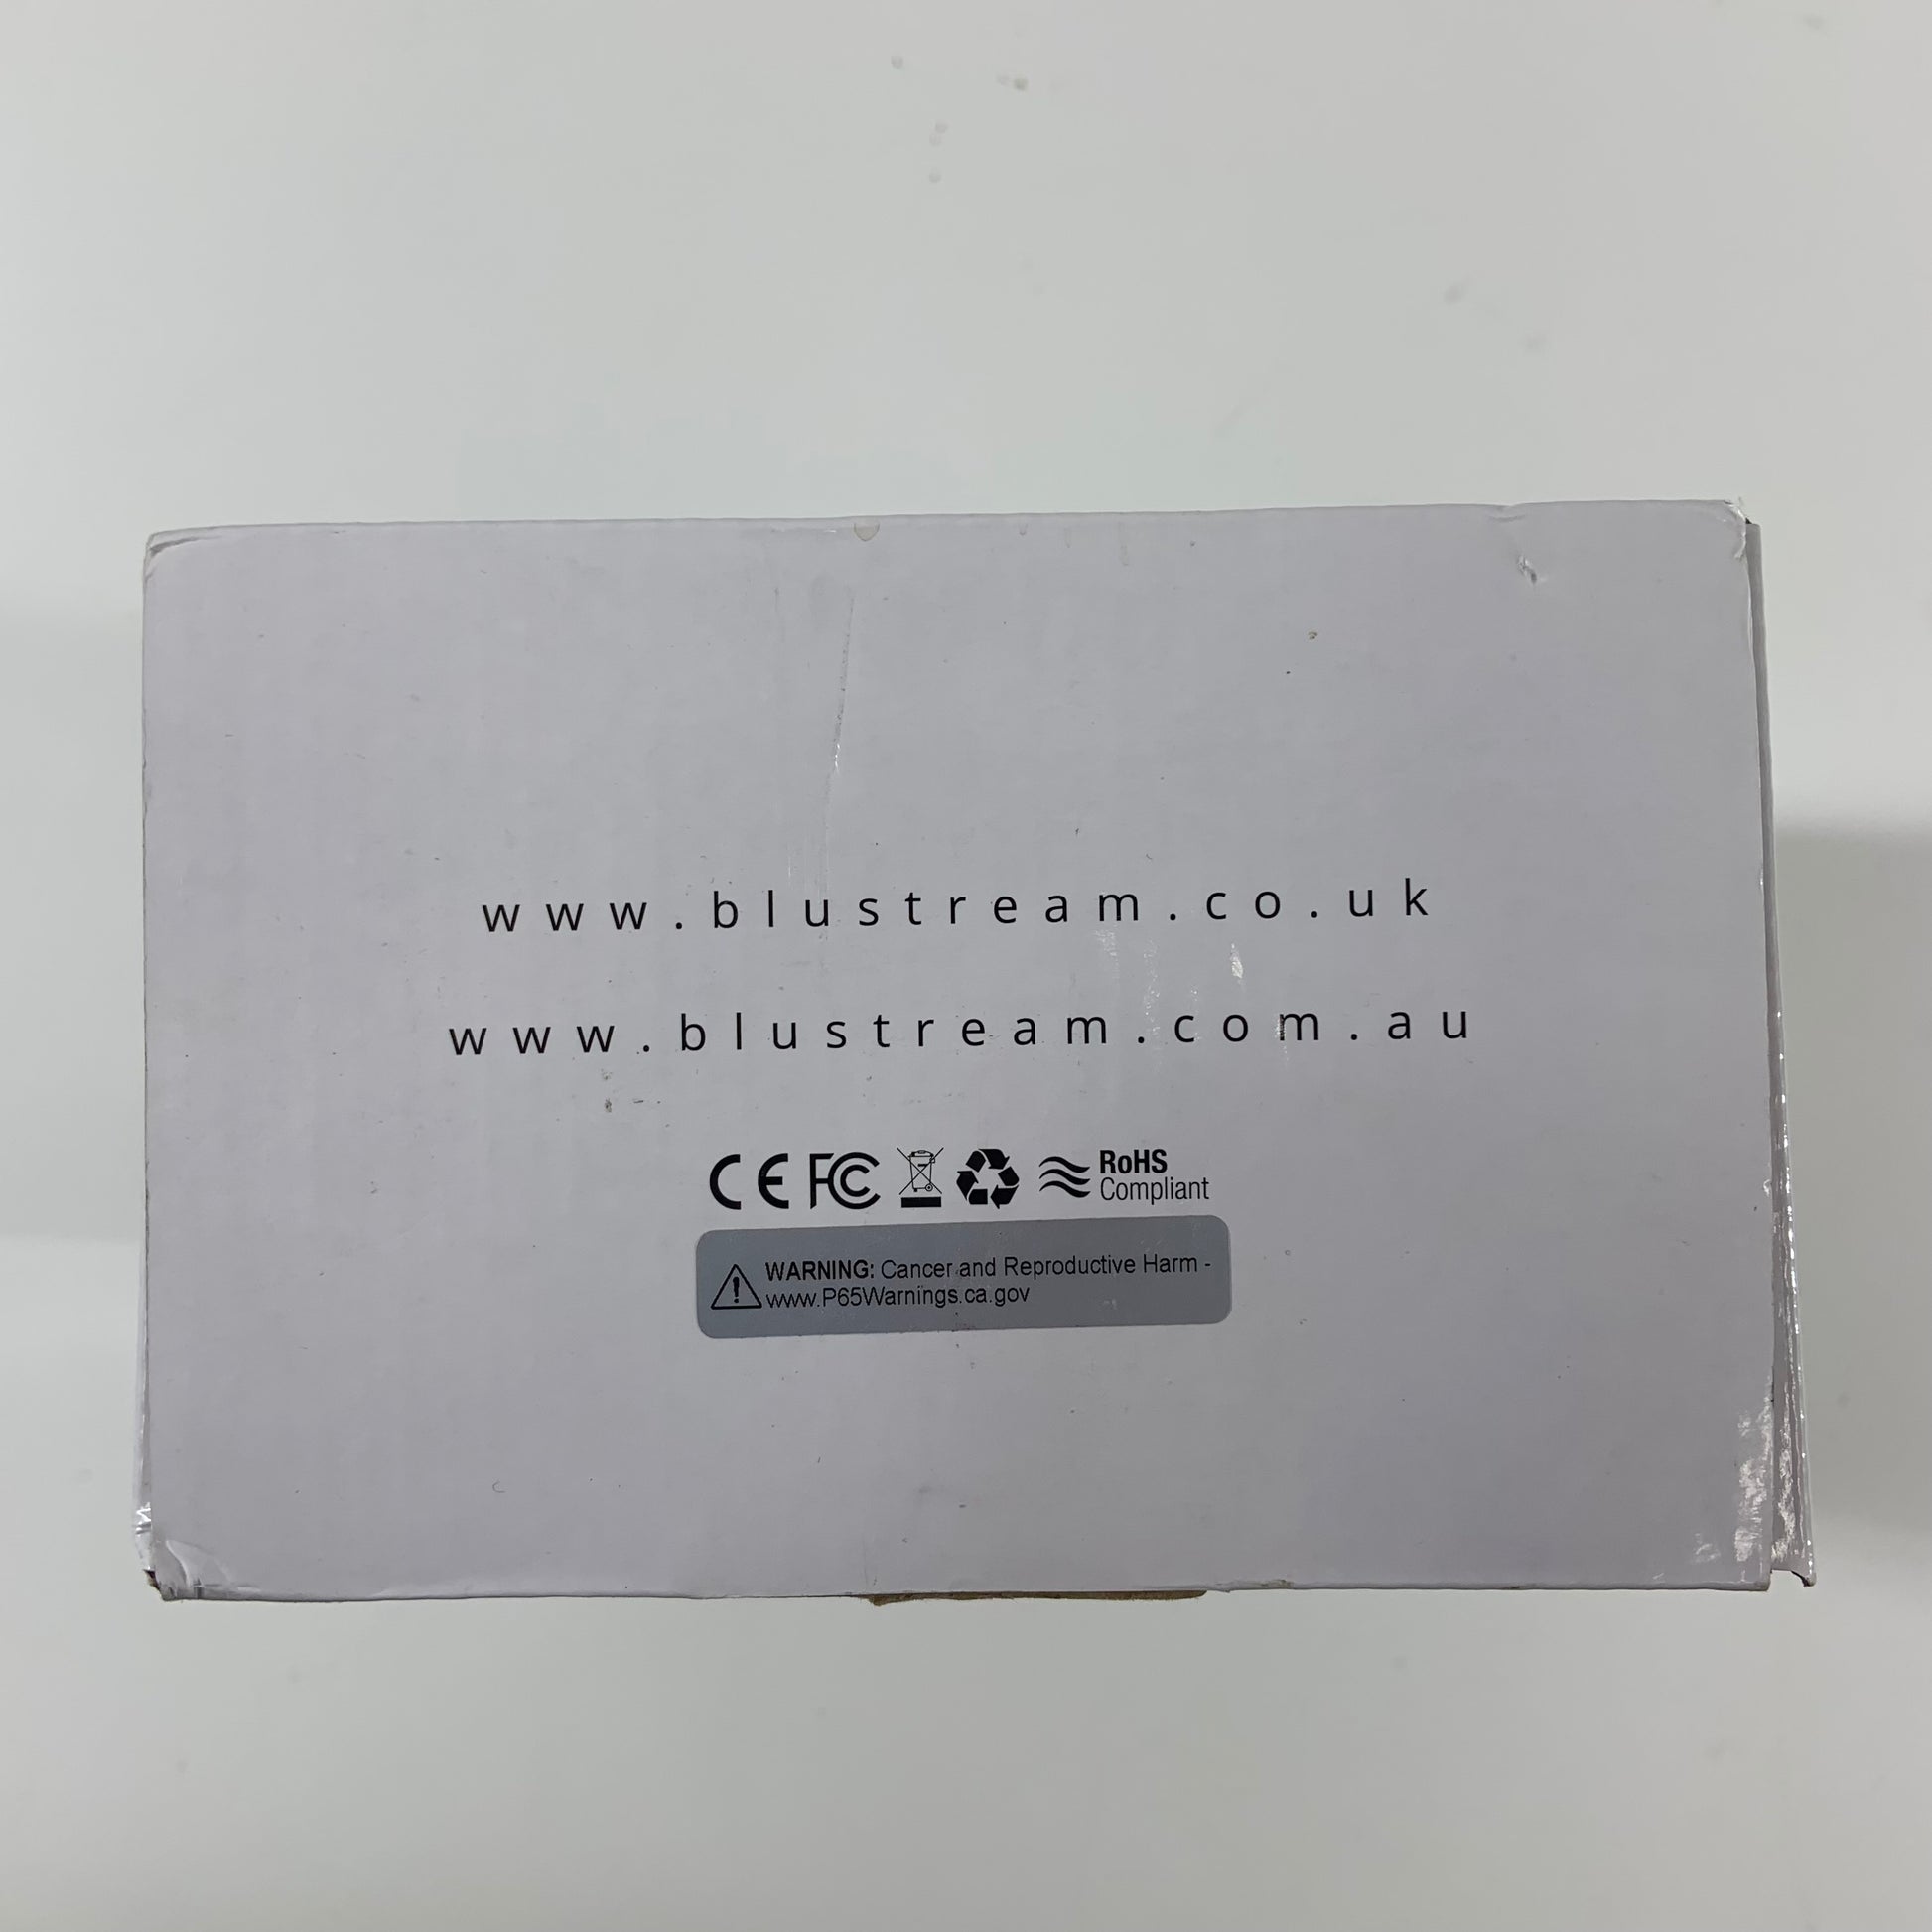 www.blustream.co.uk
www.blustream.com.au
CE FC RoHS
Compliant
WARNING: Cancer and Reproductive Harm -
www.P65Warnings.ca.gov